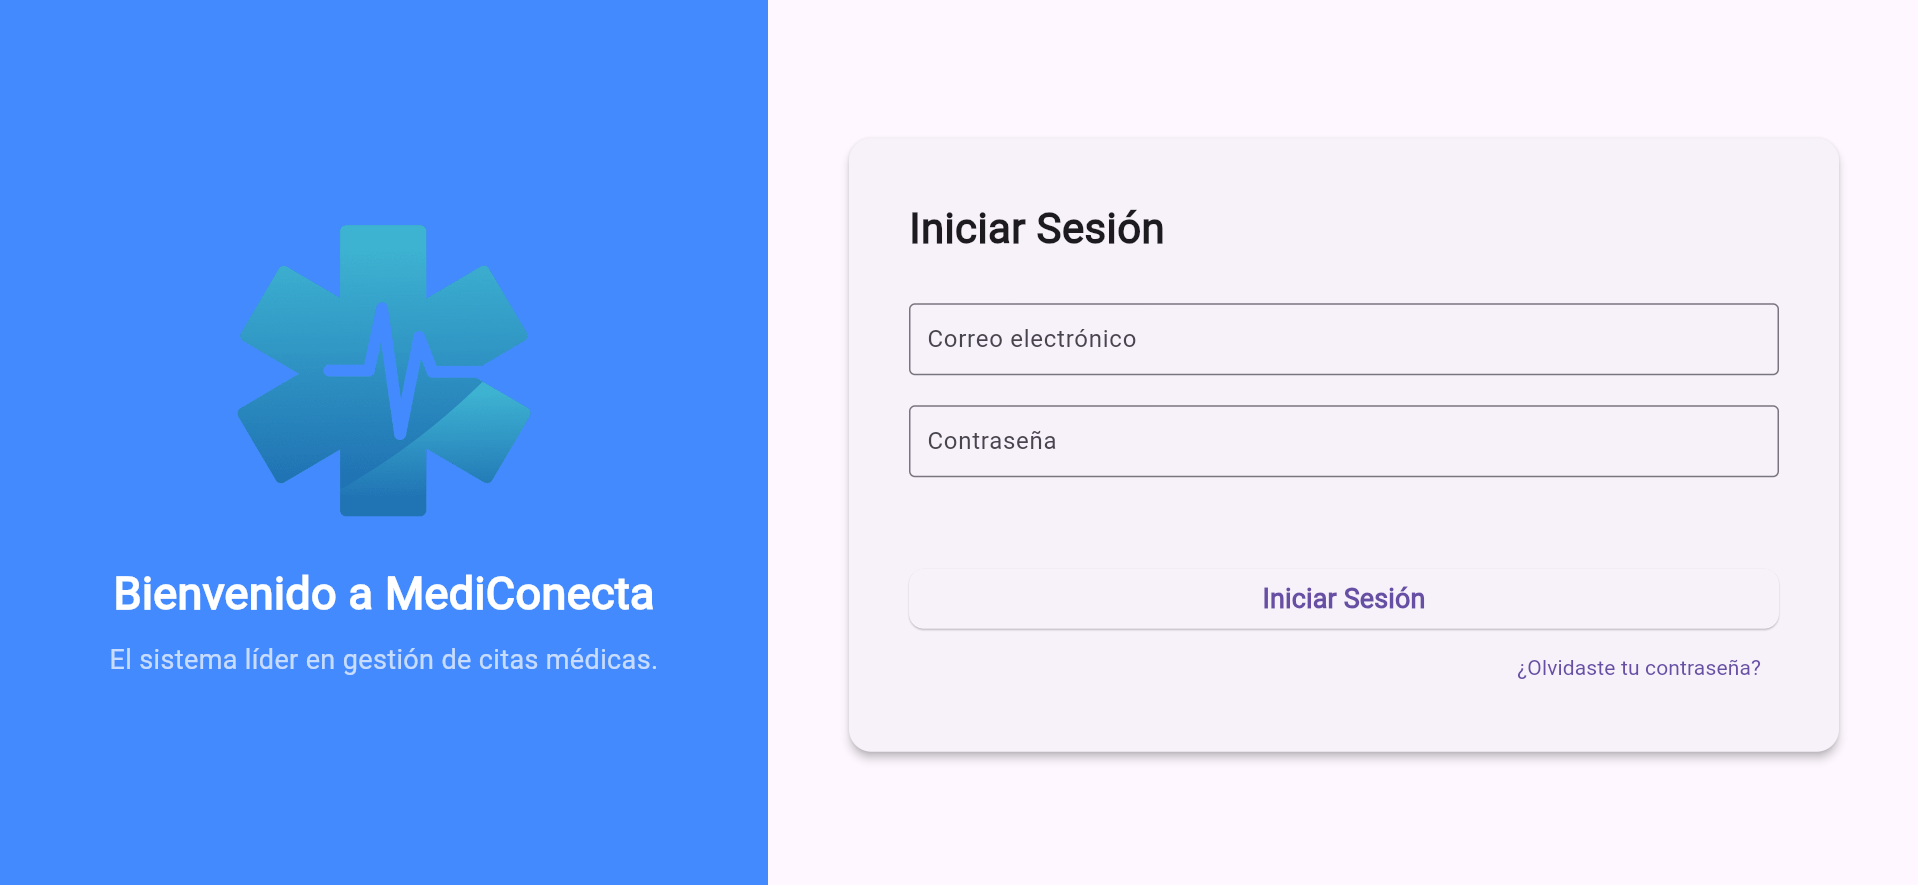 Bienvenido a MediConecta
El sistema líder en gestión de citas médicas.
Iniciar Sesión
Correo electrónico
Contraseña
Iniciar Sesión
¿Olvidaste tu contraseña?